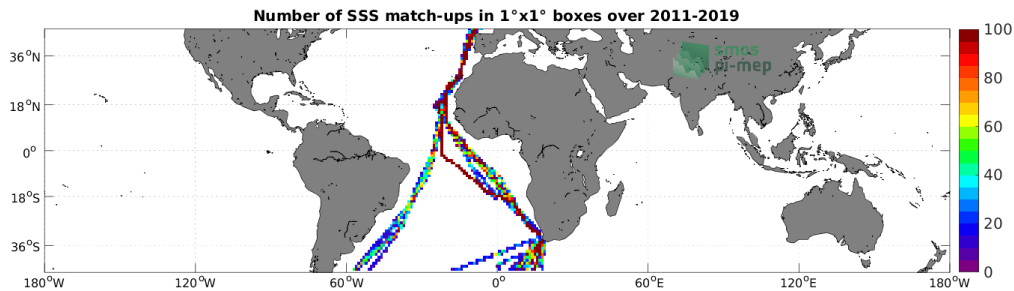 Number of SSS match-ups in 1°x1° boxes over 2011-2019
smos
pi-mep
36°N
18°N
0°
18°S
36°S
180°W
120°W
60°W
0°
60°E
120°E
180°W
100
80
60
40
20
0